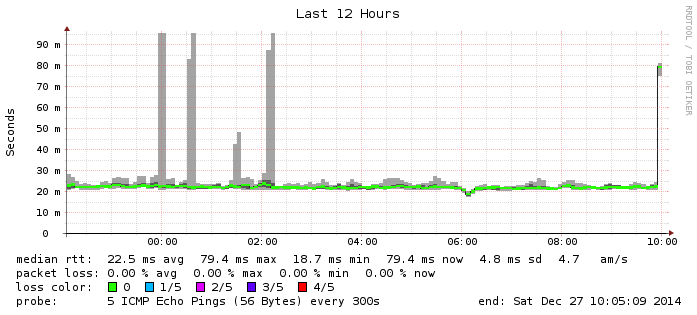 Last 12 Hours
RRDTOOL / TOBI OETIKER
Seconds
90 m
80 m
70 m
60 m
50 m
40 m
30 m
20 m
10 m
0
00:00 02:00 04:00 06:00 08:00 10:00
median rtt: 22.5 ms avg 79.4 ms max 18.7 ms min 79.4 ms now 4.8 ms sd 4.7 am/s
packet loss: 0.00 % avg 0.00 % max 0.00 % min 0.00 % now
loss color: 0 1/5 2/5 3/5 4/5
probe: 5 ICMP Echo Pings (56 Bytes) every 300s end: Sat Dec 27 10:05:09 2014